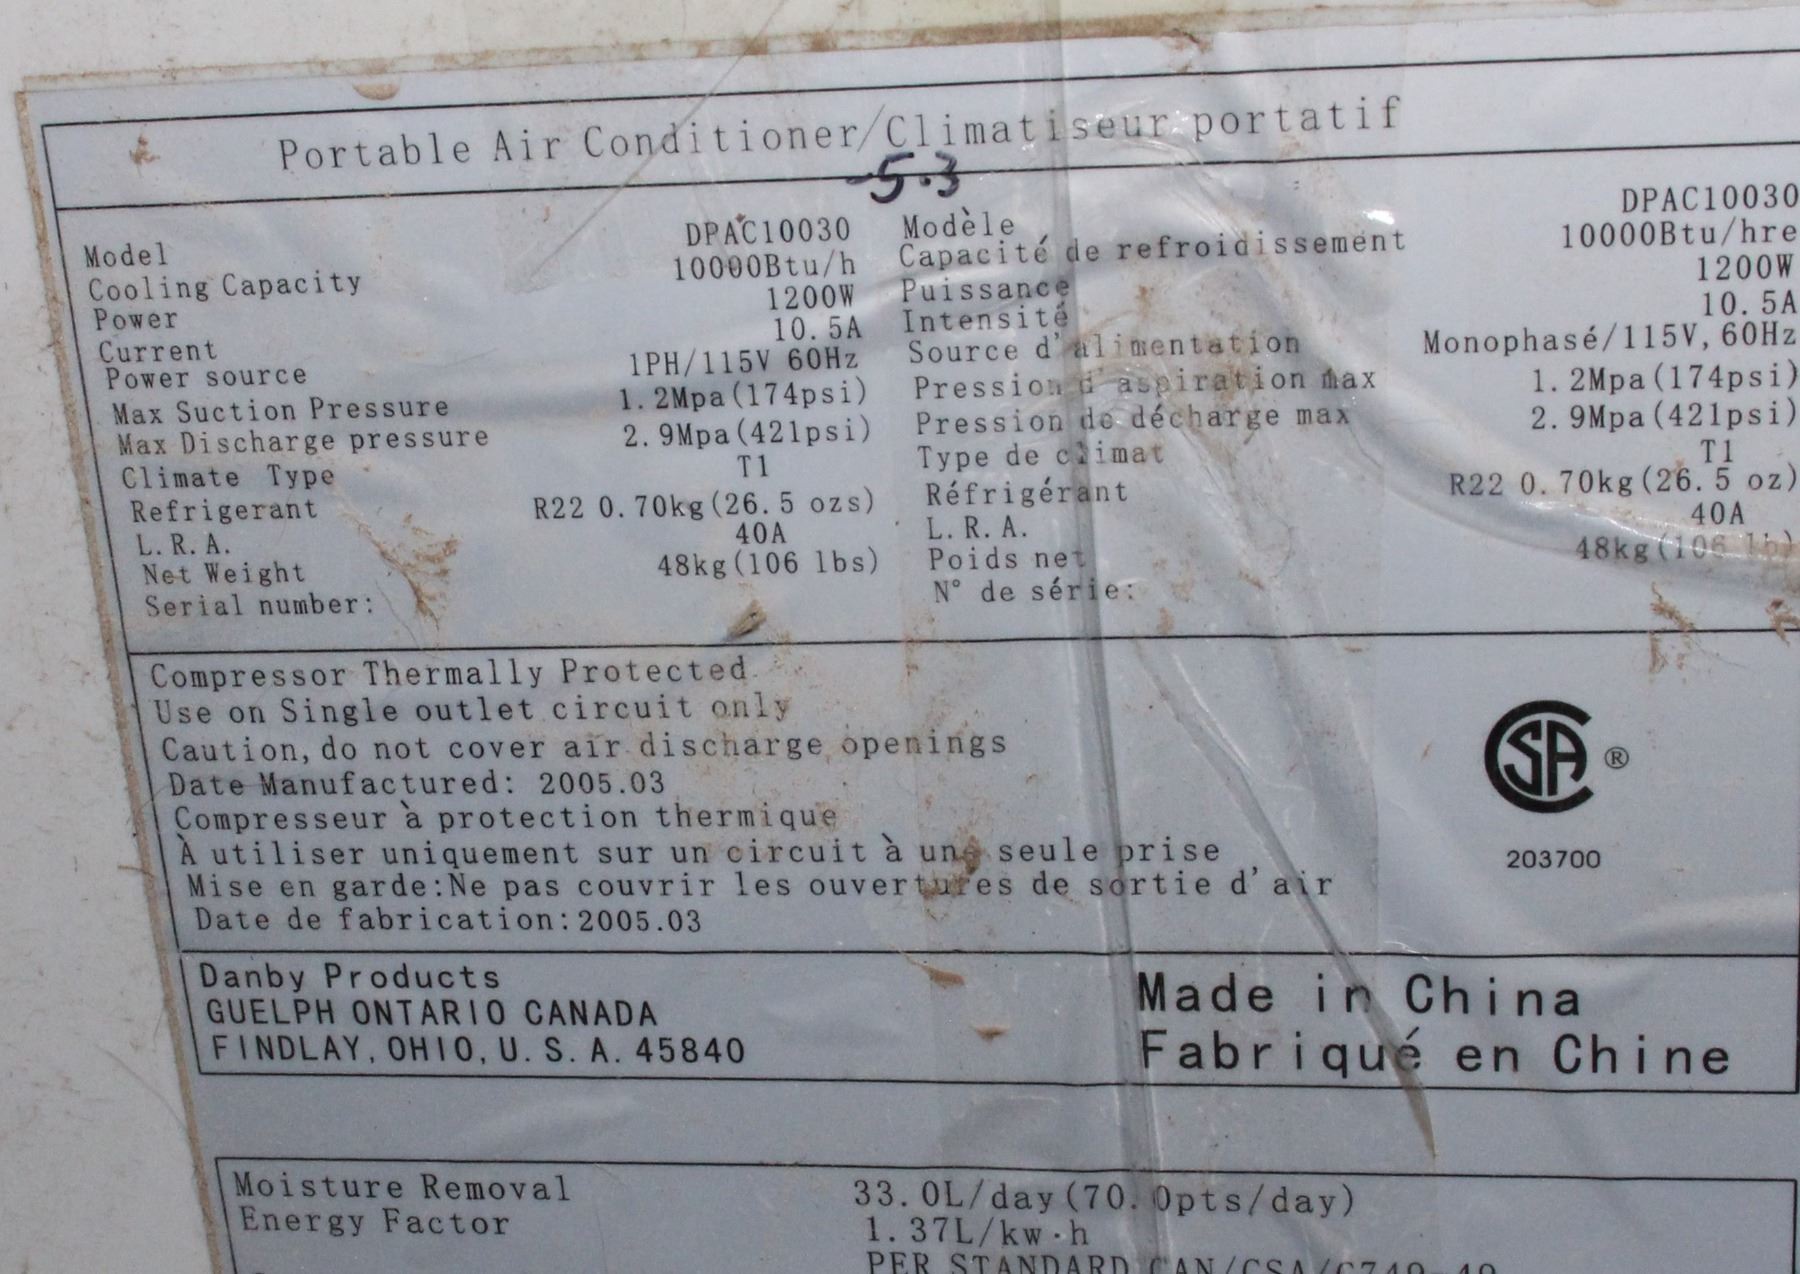 Portable Air Conditioner/Climatiseur portatif
-5.3
Model DPAC10030 Modèle DPAC10030
Cooling Capacity 10000Btu/h Capacité de refroidissement 10000Btu/hre
Power 1200W Puissance 1200W
Current 10.5A Intensité 10.5A
Power source 1PH/115V 60Hz Source d'alimentation Monophasé/115V, 60Hz
Max Suction Pressure 1.2Mpa(174psi) Pression d'aspiration max 1.2Mpa(174psi)
Max Discharge pressure 2.9Mpa(421psi) Pression de décharge max 2.9Mpa(421psi)
Climate Type T1 Type de climat T1
Refrigerant R22 0.70kg(26.5 ozs) Réfrigérant R22 0.70kg(26.5 oz)
L.R.A. 40A L.R.A. 40A
Net Weight 48kg(106 lbs) Poids net 48kg(106 lb)
Serial number: N° de série:
Compressor Thermally Protected
Use on Single outlet circuit only
Caution, do not cover air discharge openings
Date Manufactured: 2005.03
Compresseur à protection thermique
À utiliser uniquement sur un circuit à une seule prise
Mise en garde:Ne pas couvrir les ouvertures de sortie d'air
Date de fabrication:2005.03
CSA ®
203700
Danby Products
GUELPH ONTARIO CANADA
FINDLAY, OHIO, U.S.A. 45840
Made in China
Fabriqué en Chine
Moisture Removal 33.0L/day(70.0pts/day)
Energy Factor 1.37L/kw·h
PER STANDARD